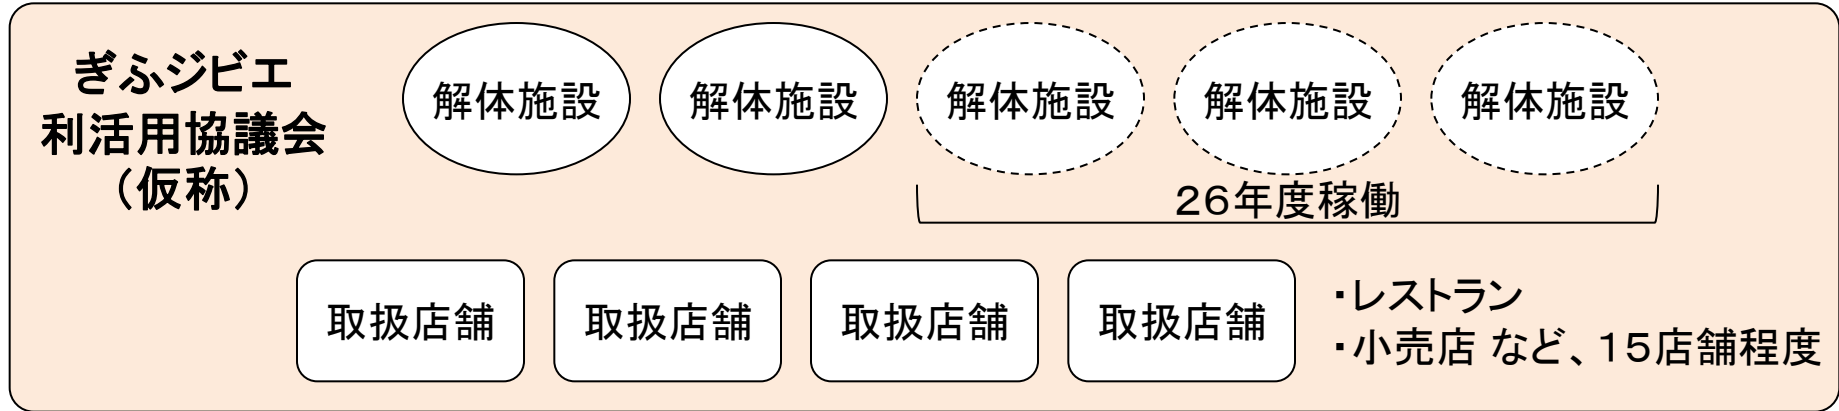 ぎふジビエ
利活用協議会
（仮称）
解体施設
解体施設
解体施設
解体施設
解体施設
２６年度稼働
取扱店舗
取扱店舗
取扱店舗
取扱店舗
・レストラン
・小売店 など、１５店舗程度